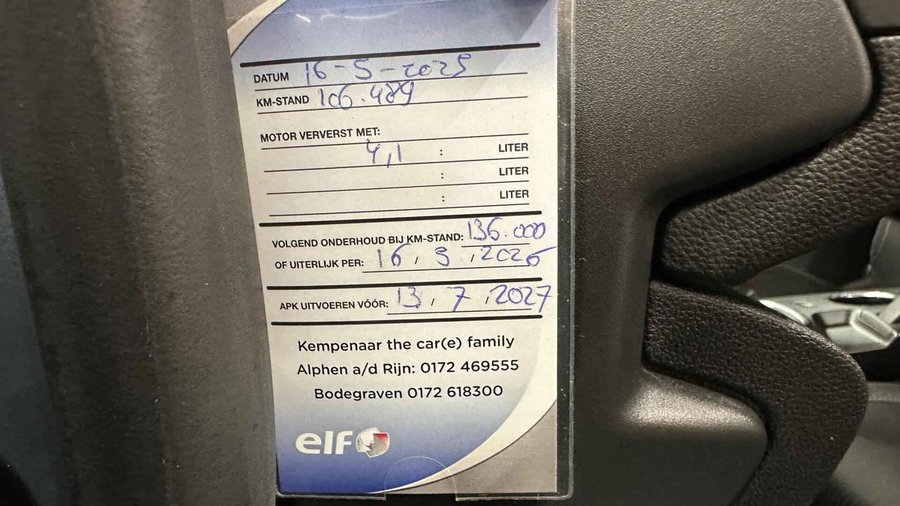 DATUM 16-5-2025
KM-STAND 106.489
MOTOR VERVERST MET:
4,1 : LITER
: LITER
: LITER
VOLGEND ONDERHOUD BIJ KM-STAND: 136.000
OF UITERLIJK PER: 16, 5, 2026
APK UITVOEREN VÓÓR: 13, 7, 2027
Kempenaar the car(e) family
Alphen a/d Rijn: 0172 469555
Bodegraven 0172 618300
elf